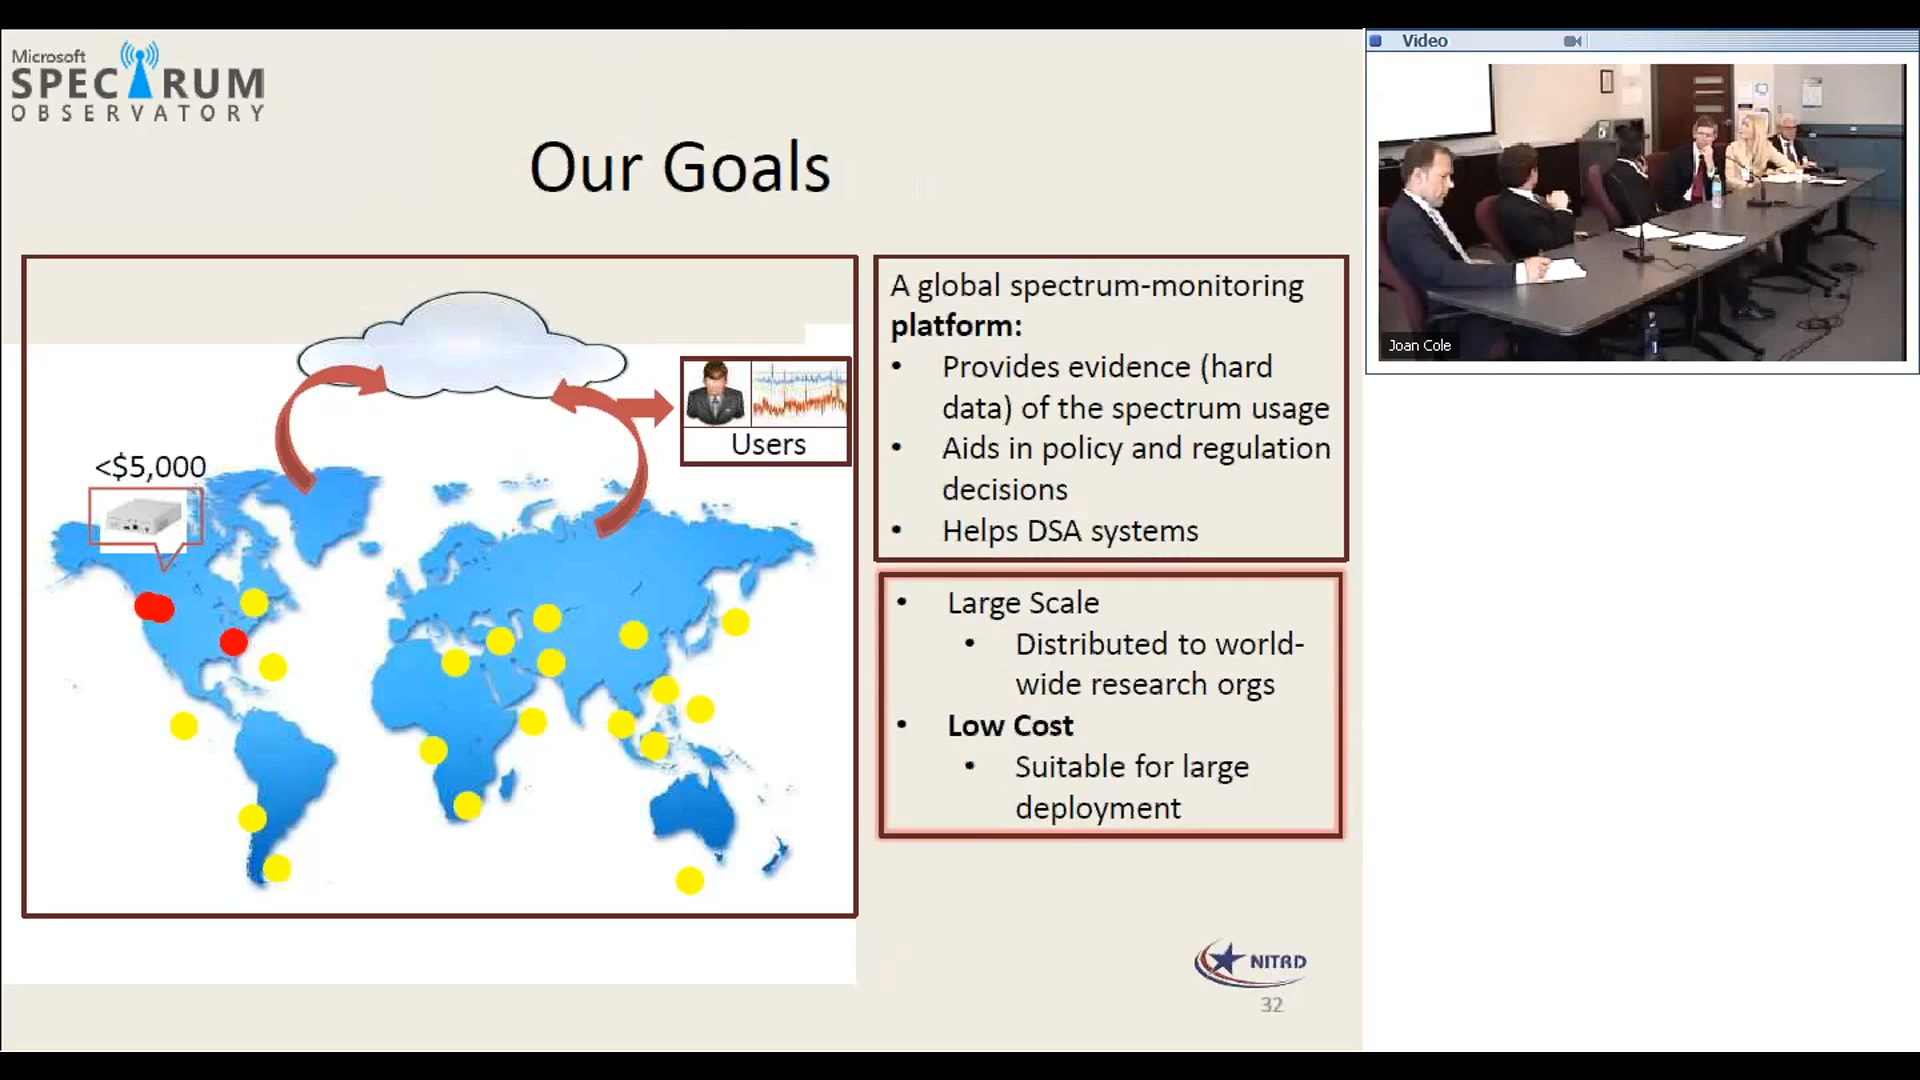 Microsoft
SPECTRUM
OBSERVATORY
Our Goals
<$5,000
Users
A global spectrum-monitoring
platform:
• Provides evidence (hard
data) of the spectrum usage
• Aids in policy and regulation
decisions
• Helps DSA systems
• Large Scale
• Distributed to world-
wide research orgs
• Low Cost
• Suitable for large
deployment
NITRD
32
Video
Joan Cole